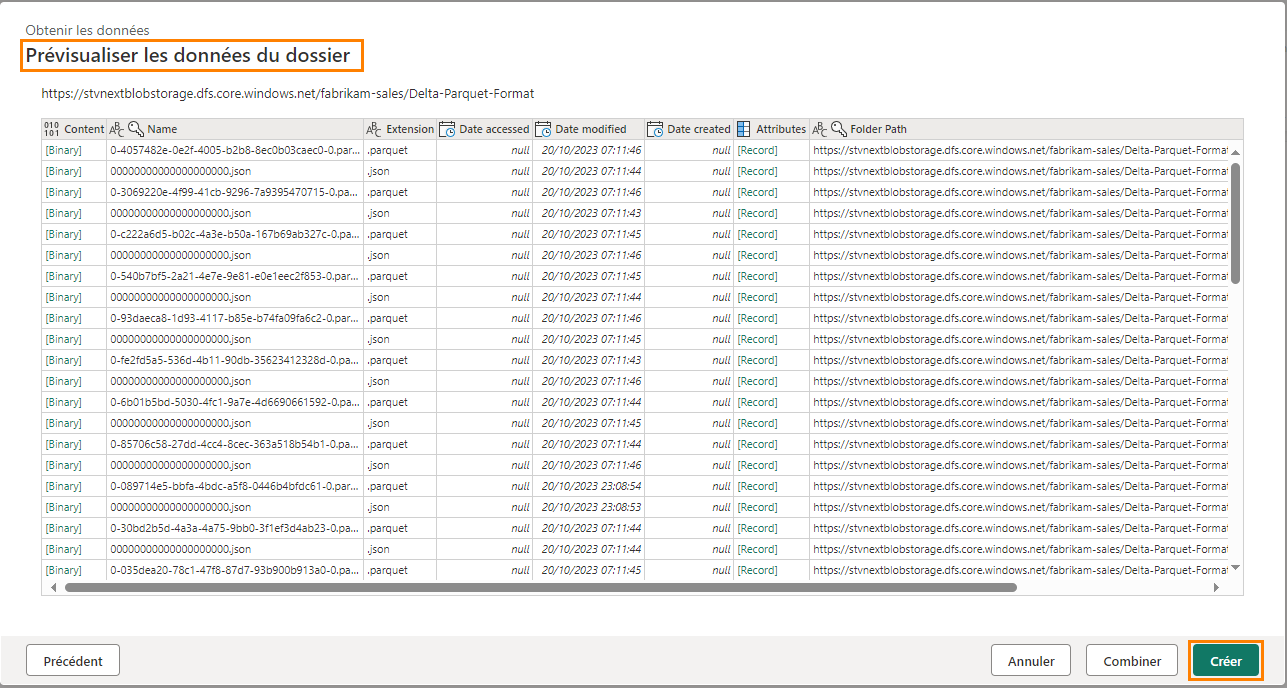 Obtenir les données
Prévisualiser les données du dossier
https://stvnextblobstorage.dfs.core.windows.net/fabrikam-sales/Delta-Parquet-Format
Content Name Extension Date accessed Date modified Date created Attributes Folder Path
[Binary] 0-4057482e-0e2f-4005-b2b8-8ec0b03caec0-0.par... .parquet null 20/10/2023 07:11:46 null [Record] https://stvnextblobstorage.dfs.core.windows.net/fabrikam-sales/Delta-Parquet-Format
[Binary] 00000000000000000000.json .json null 20/10/2023 07:11:44 null [Record] https://stvnextblobstorage.dfs.core.windows.net/fabrikam-sales/Delta-Parquet-Format
[Binary] 0-3069220e-4f99-41cb-9296-7a9395470715-0.pa... .parquet null 20/10/2023 07:11:46 null [Record] https://stvnextblobstorage.dfs.core.windows.net/fabrikam-sales/Delta-Parquet-Format
[Binary] 00000000000000000000.json .json null 20/10/2023 07:11:43 null [Record] https://stvnextblobstorage.dfs.core.windows.net/fabrikam-sales/Delta-Parquet-Format
[Binary] 0-c222a6d5-b02c-4a3e-b50a-167b69ab327c-0.pa... .parquet null 20/10/2023 07:11:45 null [Record] https://stvnextblobstorage.dfs.core.windows.net/fabrikam-sales/Delta-Parquet-Format
[Binary] 00000000000000000000.json .json null 20/10/2023 07:11:46 null [Record] https://stvnextblobstorage.dfs.core.windows.net/fabrikam-sales/Delta-Parquet-Format
[Binary] 0-540b7bf5-2a21-4e7e-9e81-e0e1eec2f853-0.par... .parquet null 20/10/2023 07:11:45 null [Record] https://stvnextblobstorage.dfs.core.windows.net/fabrikam-sales/Delta-Parquet-Format
[Binary] 00000000000000000000.json .json null 20/10/2023 07:11:44 null [Record] https://stvnextblobstorage.dfs.core.windows.net/fabrikam-sales/Delta-Parquet-Format
[Binary] 0-93daeca8-1d93-4117-b85e-b74fa09fa6c2-0.par... .parquet null 20/10/2023 07:11:44 null [Record] https://stvnextblobstorage.dfs.core.windows.net/fabrikam-sales/Delta-Parquet-Format
[Binary] 00000000000000000000.json .json null 20/10/2023 07:11:45 null [Record] https://stvnextblobstorage.dfs.core.windows.net/fabrikam-sales/Delta-Parquet-Format
[Binary] 0-fe2fd5a5-536d-4b11-90db-35623412328d-0.pa... .parquet null 20/10/2023 07:11:43 null [Record] https://stvnextblobstorage.dfs.core.windows.net/fabrikam-sales/Delta-Parquet-Format
[Binary] 00000000000000000000.json .json null 20/10/2023 07:11:46 null [Record] https://stvnextblobstorage.dfs.core.windows.net/fabrikam-sales/Delta-Parquet-Format
[Binary] 0-6b01b5bd-5030-4fc1-9a7e-4d6690661592-0.pa... .parquet null 20/10/2023 07:11:44 null [Record] https://stvnextblobstorage.dfs.core.windows.net/fabrikam-sales/Delta-Parquet-Format
[Binary] 00000000000000000000.json .json null 20/10/2023 07:11:45 null [Record] https://stvnextblobstorage.dfs.core.windows.net/fabrikam-sales/Delta-Parquet-Format
[Binary] 0-85706c58-27dd-4cc4-8cec-363a518b54b1-0.pa... .parquet null 20/10/2023 07:11:44 null [Record] https://stvnextblobstorage.dfs.core.windows.net/fabrikam-sales/Delta-Parquet-Format
[Binary] 00000000000000000000.json .json null 20/10/2023 07:11:46 null [Record] https://stvnextblobstorage.dfs.core.windows.net/fabrikam-sales/Delta-Parquet-Format
[Binary] 0-089714e5-bbfa-4bdc-a5f8-0446b4bfdc61-0.par... .parquet null 20/10/2023 23:08:54 null [Record] https://stvnextblobstorage.dfs.core.windows.net/fabrikam-sales/Delta-Parquet-Format
[Binary] 00000000000000000000.json .json null 20/10/2023 23:08:53 null [Record] https://stvnextblobstorage.dfs.core.windows.net/fabrikam-sales/Delta-Parquet-Format
[Binary] 0-30bd2b5d-4a3a-4a75-9bb0-3f1ef3d4ab23-0.pa... .parquet null 20/10/2023 07:11:44 null [Record] https://stvnextblobstorage.dfs.core.windows.net/fabrikam-sales/Delta-Parquet-Format
[Binary] 00000000000000000000.json .json null 20/10/2023 07:11:44 null [Record] https://stvnextblobstorage.dfs.core.windows.net/fabrikam-sales/Delta-Parquet-Format
[Binary] 0-035dea20-78c1-47f8-87d7-93b900b913a0-0.pa... .parquet null 20/10/2023 07:11:45 null [Record] https://stvnextblobstorage.dfs.core.windows.net/fabrikam-sales/Delta-Parquet-Format
Précédent Annuler Combiner Créer